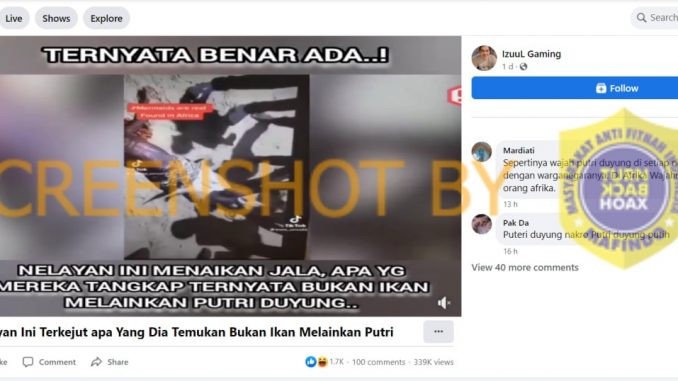 Live Shows Explore
Search
TERNYATA BENAR ADA..!
Mermaids are real
Found in Africa
TikTok
NELAYAN INI MENAIKAN JALA, APA YG
MEREKA TANGKAP TERNYATA BUKAN IKAN
MELAINKAN PUTRI DUYUNG..
CREENSHOT BY
yan Ini Terkejut apa Yang Dia Temukan Bukan Ikan Melainkan Putri
...
ke Comment Share
1.7K · 100 comments · 339K views
IzuuL Gaming
1 d ·
Follow
Mardiati
Sepertinya wajah putri duyung di setiap
dengan warganegaranya. Di Afrika Wajah
orang afrika.
13 h
Pak Da
Puteri duyung nakre Putri duyung putih
16 h
View 40 more comments
MASYARAKAT ANTI FITNAH
BACK
HOAX
MAFINDO